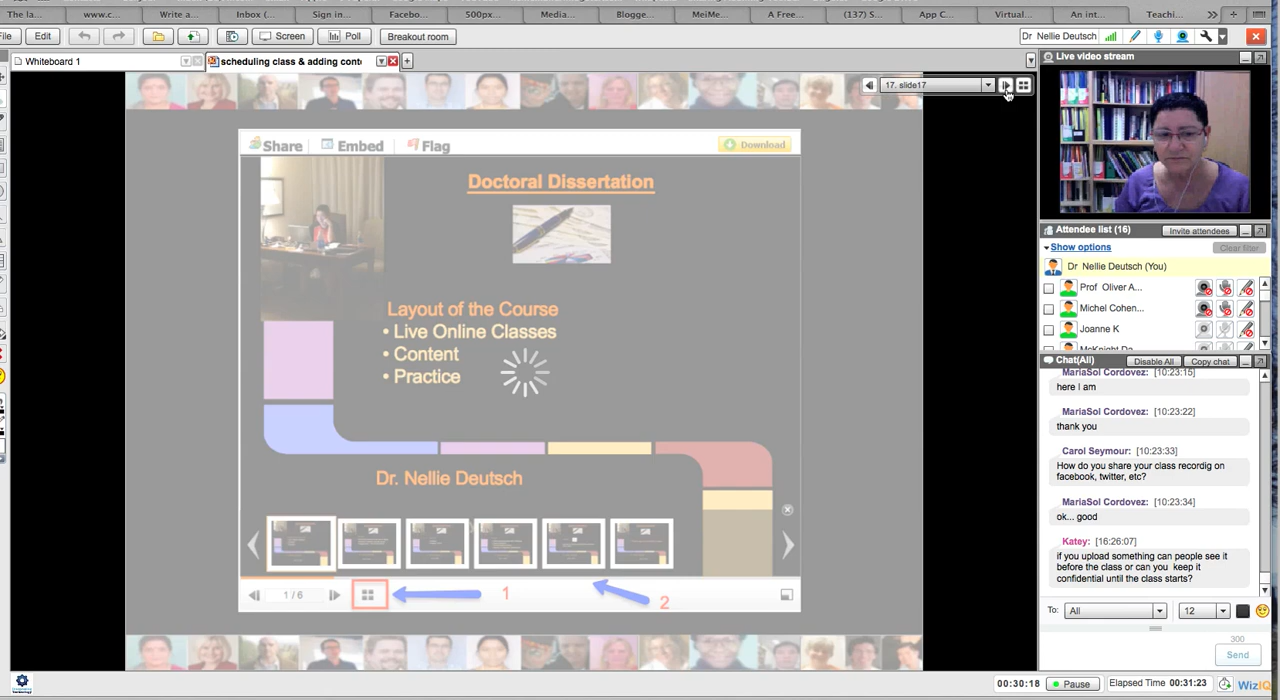 The la
www.c
Write a...
Inbox (...
Sign in...
Facebo...
500px...
Media...
Blogge...
MeiMe...
A Free...
(137) S...
App C...
Virtual...
An int...
Teachi...
File
Edit
Screen
Poll
Breakout room
Dr Nellie Deutsch
Whiteboard 1
scheduling class & adding cont
17. slide17
Live video stream
Share
Embed
Flag
Download
Doctoral Dissertation
Layout of the Course
• Live Online Classes
• Content
• Practice
Dr. Nellie Deutsch
1 / 6
1
2
Attendee list (16)
Invite attendees
Show options
Clear filter
Dr Nellie Deutsch (You)
Prof Oliver A...
Michel Cohen...
Joanne K
McKnight Da
Chat(All)
Disable All
Copy chat
MariaSol Cordovez: [10:23:15]
here I am
MariaSol Cordovez: [10:23:22]
thank you
Carol Seymour: [10:23:33]
How do you share your class recordig on
facebook, twitter, etc?
MariaSol Cordovez: [10:23:34]
ok... good
Katey: [16:26:07]
if you upload something can people see it
before the class or can you keep it
confidential until the class starts?
To:
All
12
300
Send
00:30:18
Pause
Elapsed Time
00:31:23
WizIQ